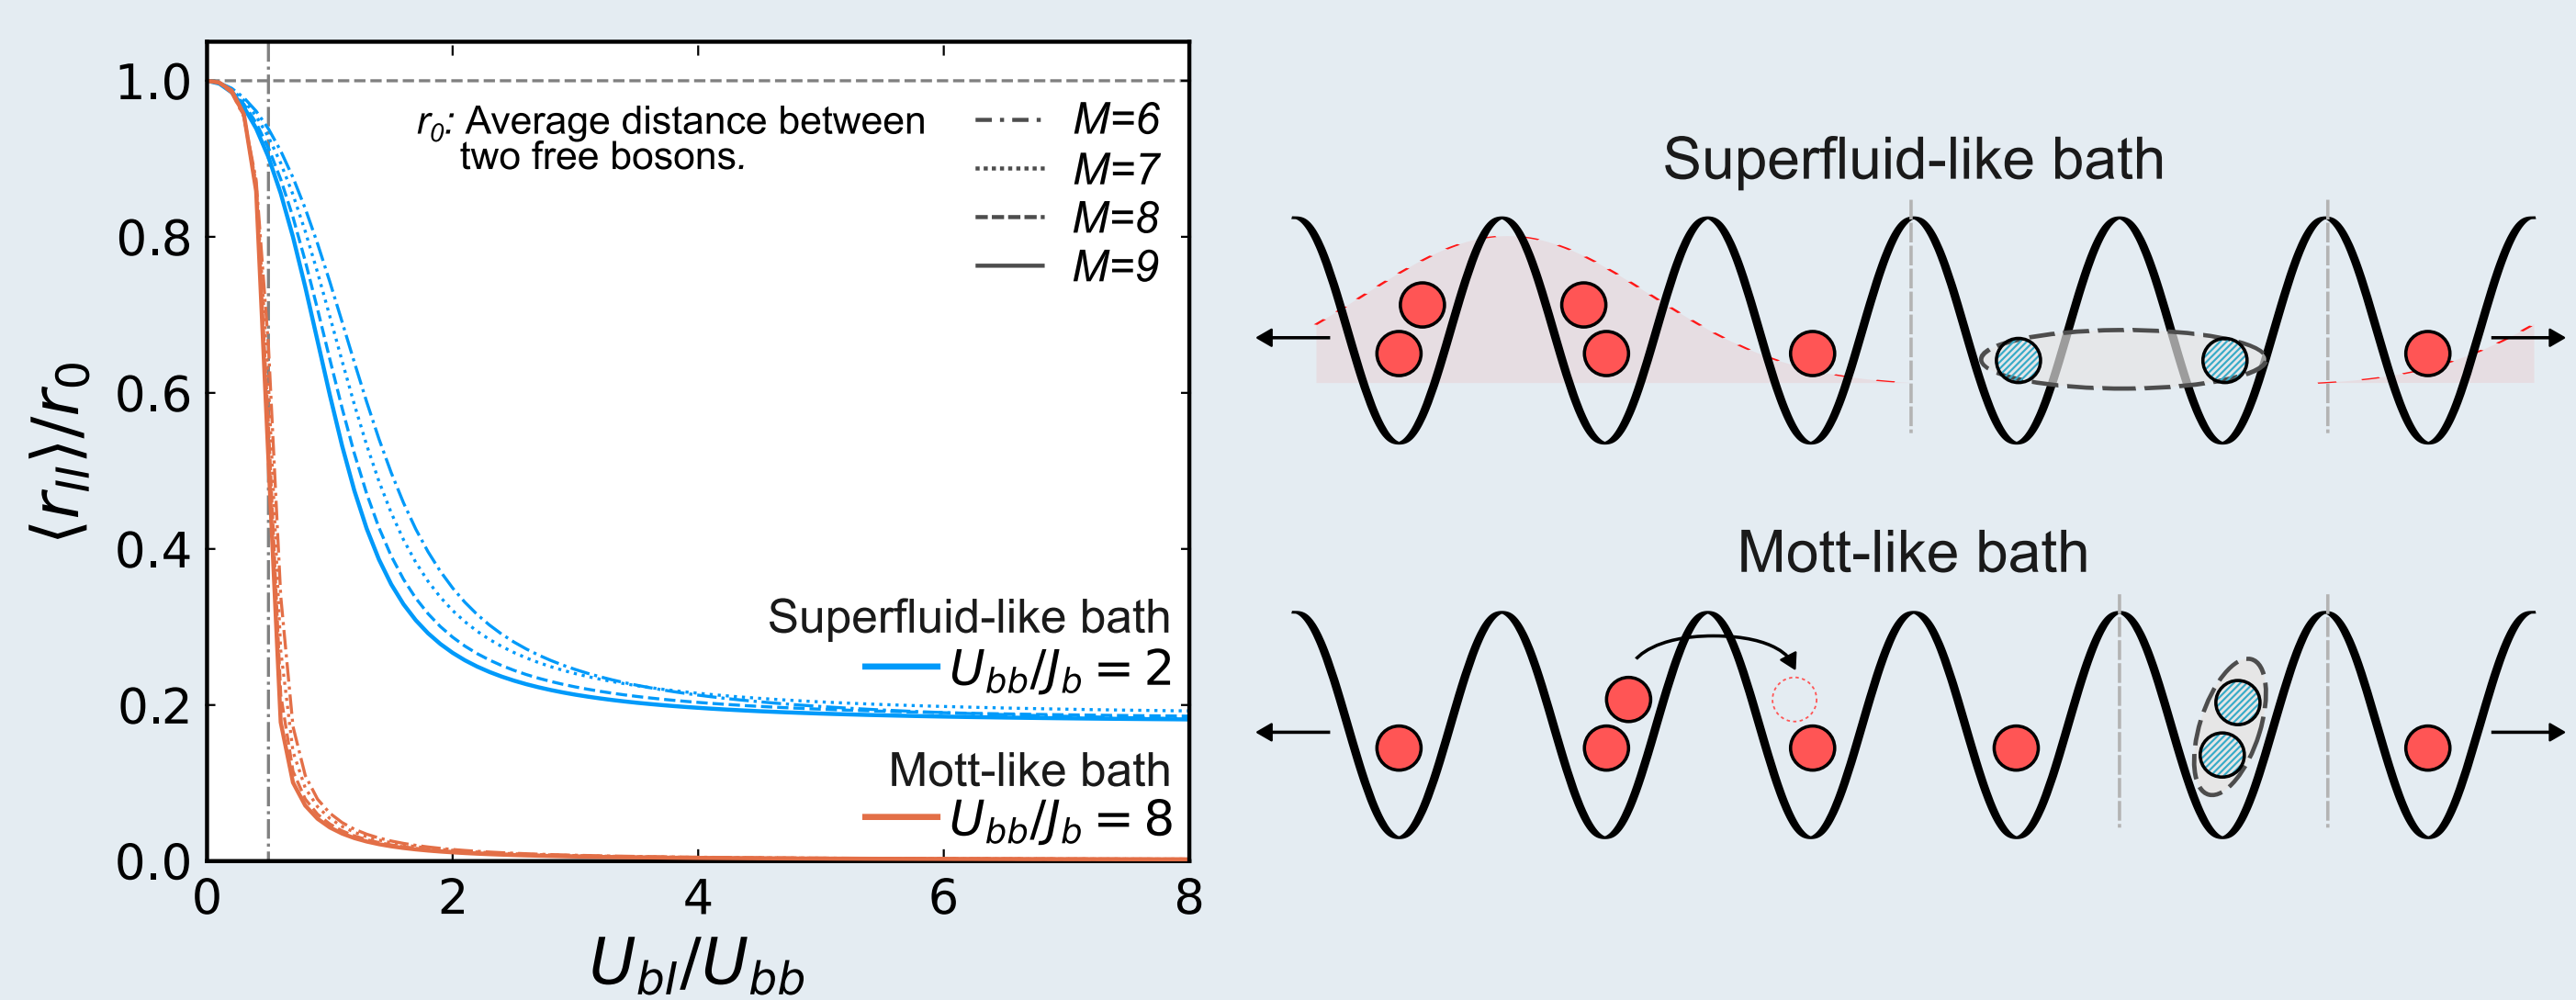 1.0
0.8
0.6
0.4
0.2
0.0
0 2 4 6 8
⟨r_II⟩/r_0
U_bI/U_bb
r_0: Average distance between
two free bosons.
M=6
M=7
M=8
M=9
Superfluid-like bath
U_bb/J_b = 2
Mott-like bath
U_bb/J_b = 8
Superfluid-like bath
Mott-like bath